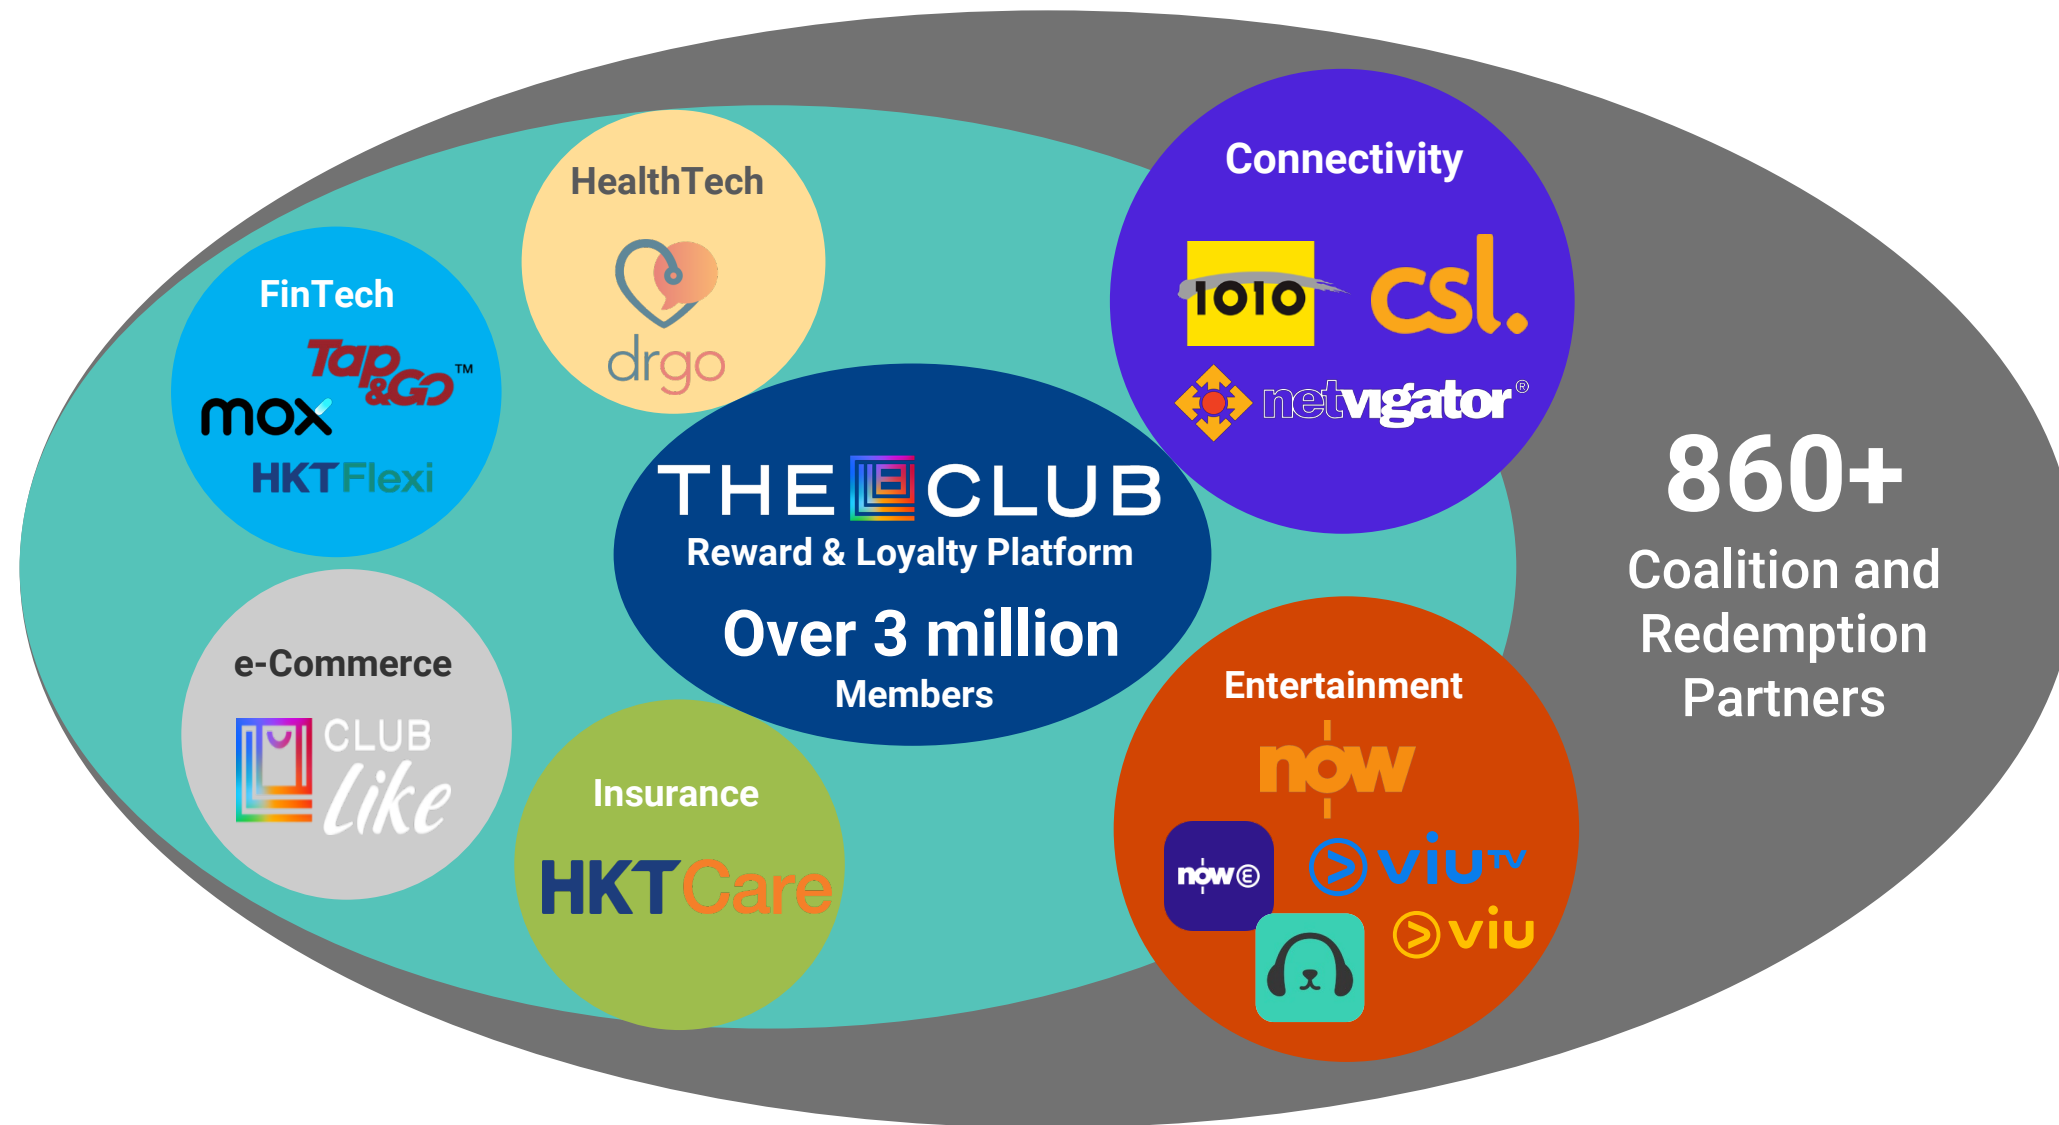 HealthTech
drgo
FinTech
Tap
&GO™
mox
HKTFlexi
e-Commerce
CLUB
Like
Insurance
HKTCare
THE CLUB
Reward & Loyalty Platform
Over 3 million
Members
Connectivity
1010
csl.
netvigator®
Entertainment
now
now E
viuTV
viu
860+
Coalition and
Redemption
Partners